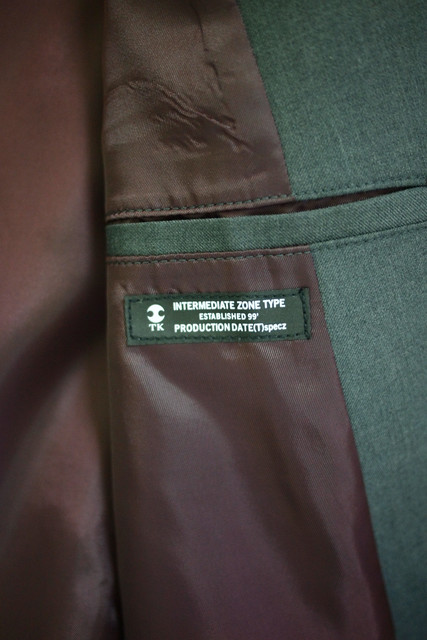 INTERMEDIATE ZONE TYPE
ESTABLISHED 99'
TK
PRODUCTION DATE(T)specz